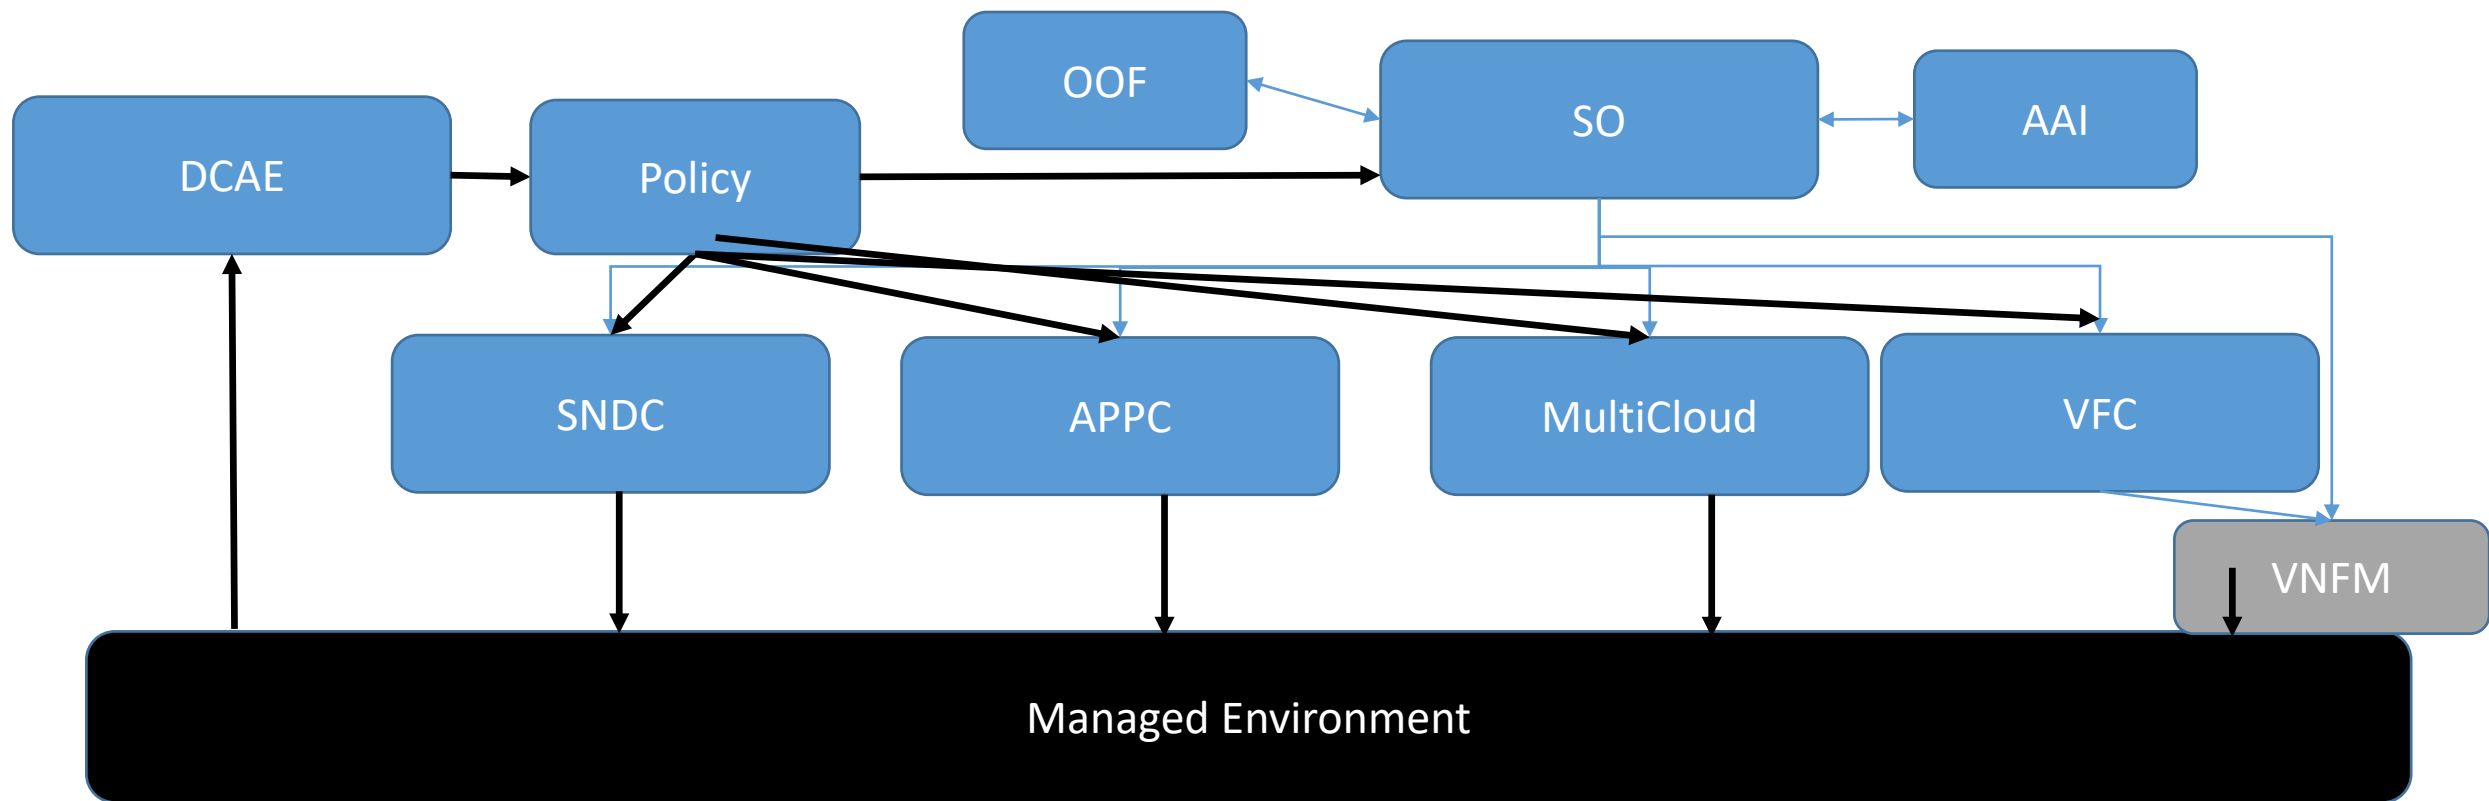 OOF
SO
AAI
DCAE
Policy
SNDC
APPC
MultiCloud
VFC
VNFM
Managed Environment